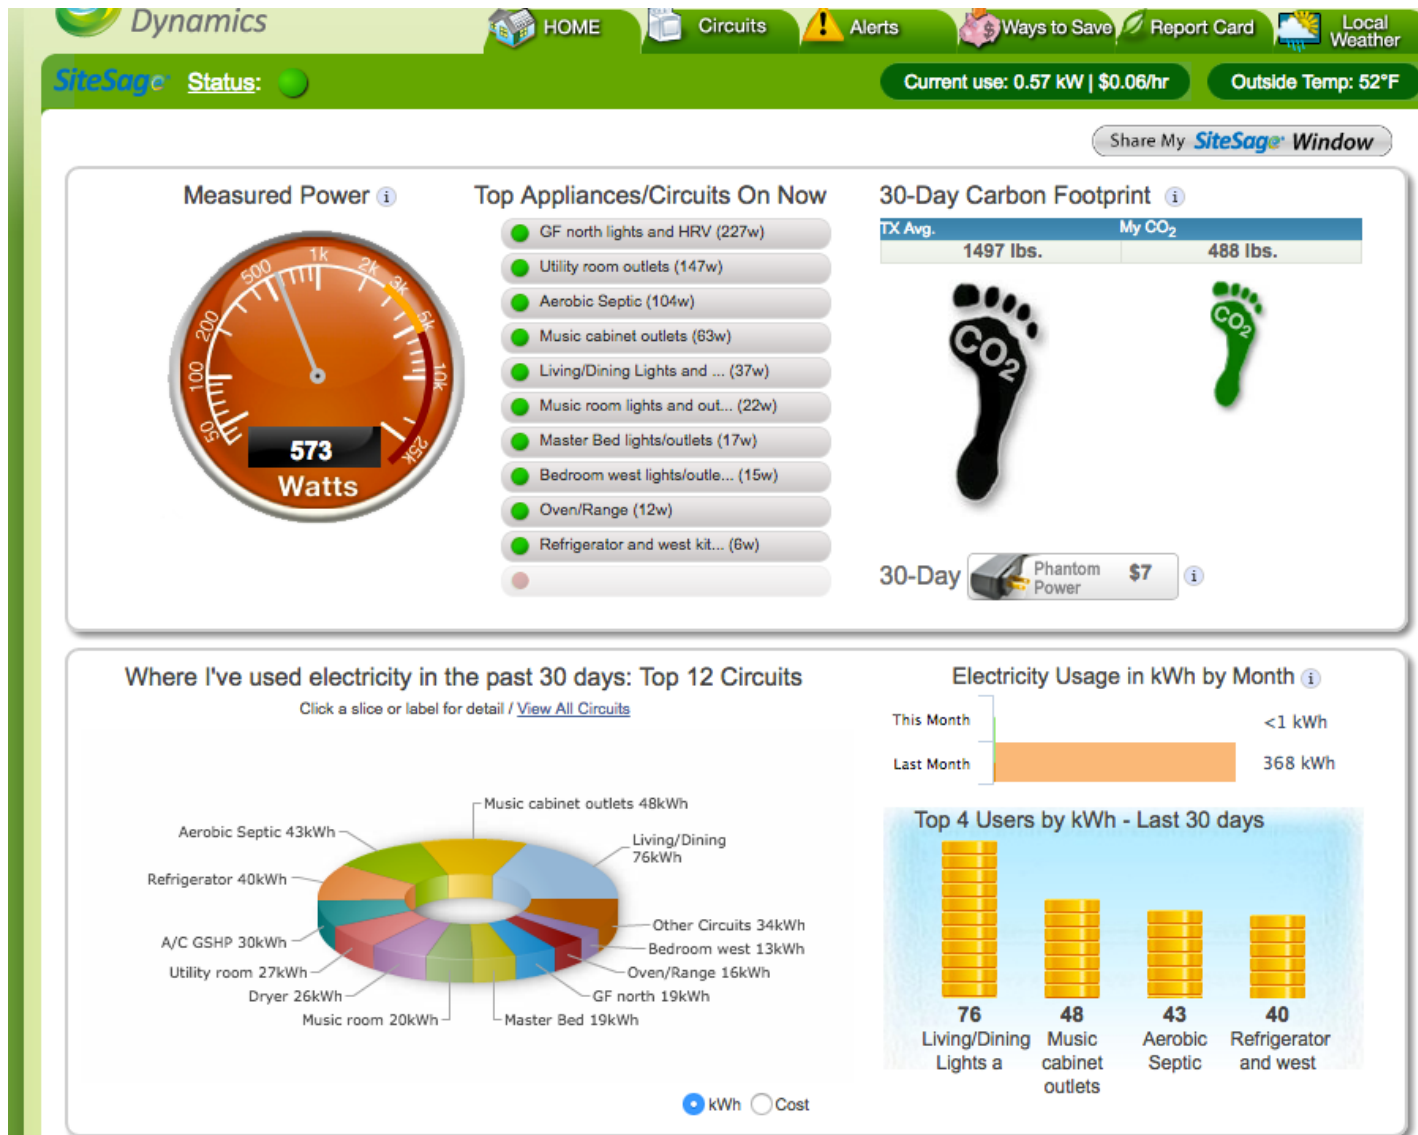 Dynamics
HOME
Circuits
Alerts
Ways to Save
Report Card
Local
Weather
SiteSage Status:
Current use: 0.57 kW | $0.06/hr
Outside Temp: 52°F
Share My SiteSage Window
Measured Power i
50
100
200
500
1k
2k
3k
5k
10k
25k
573
Watts
Top Appliances/Circuits On Now
GF north lights and HRV (227w)
Utility room outlets (147w)
Aerobic Septic (104w)
Music cabinet outlets (63w)
Living/Dining Lights and ... (37w)
Music room lights and out... (22w)
Master Bed lights/outlets (17w)
Bedroom west lights/outle... (15w)
Oven/Range (12w)
Refrigerator and west kit... (6w)
30-Day Carbon Footprint i
TX Avg. My CO2
1497 lbs. 488 lbs.
CO2
CO2
30-Day Phantom Power $7 i
Where I've used electricity in the past 30 days: Top 12 Circuits
Click a slice or label for detail / View All Circuits
Music cabinet outlets 48kWh
Living/Dining
76kWh
Aerobic Septic 43kWh
Refrigerator 40kWh
Other Circuits 34kWh
A/C GSHP 30kWh
Bedroom west 13kWh
Utility room 27kWh
Oven/Range 16kWh
Dryer 26kWh
GF north 19kWh
Music room 20kWh
Master Bed 19kWh
kWh Cost
Electricity Usage in kWh by Month i
This Month <1 kWh
Last Month 368 kWh
Top 4 Users by kWh - Last 30 days
76 48 43 40
Living/Dining Music Aerobic Refrigerator
Lights a cabinet Septic and west
outlets